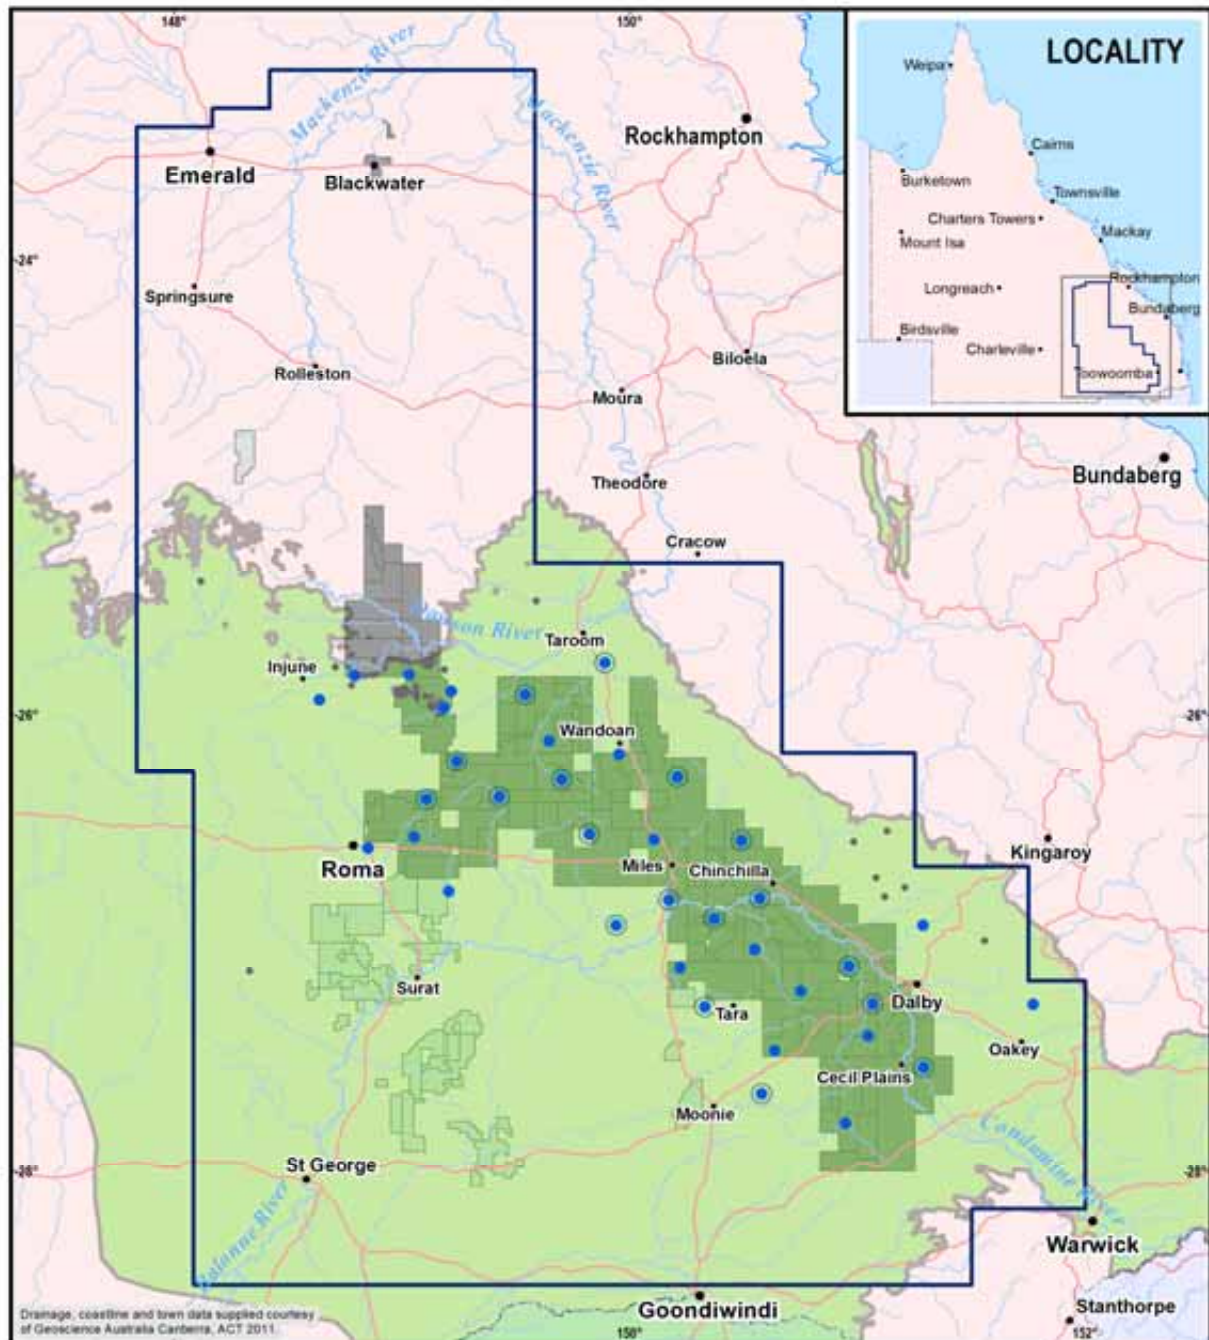 148°
150°
Mackenzie River
Mackenzie River
LOCALITY
Weipa
Cairns
Burketown
Townsville
Charters Towers
Mount Isa
Mackay
Longreach
Rockhampton
Bundaberg
Birdsville
Charleville
Toowoomba
Rockhampton
Emerald
Blackwater
-24°
Springsure
Rolleston
Biloela
Moura
Theodore
Bundaberg
Cracow
Dawson River
Taroom
Injune
-26°
-26°
Wandoan
Roma
Miles
Chinchilla
Kingaroy
Surat
Tara
Dalby
Oakey
Cecil Plains
Moonie
Condamine River
St George
-28°
-28°
Balonne River
Warwick
Goondiwindi
Stanthorpe
Drainage, coastline and town data supplied courtesy
of Geoscience Australia Canberra, ACT 2011.
150°
152°